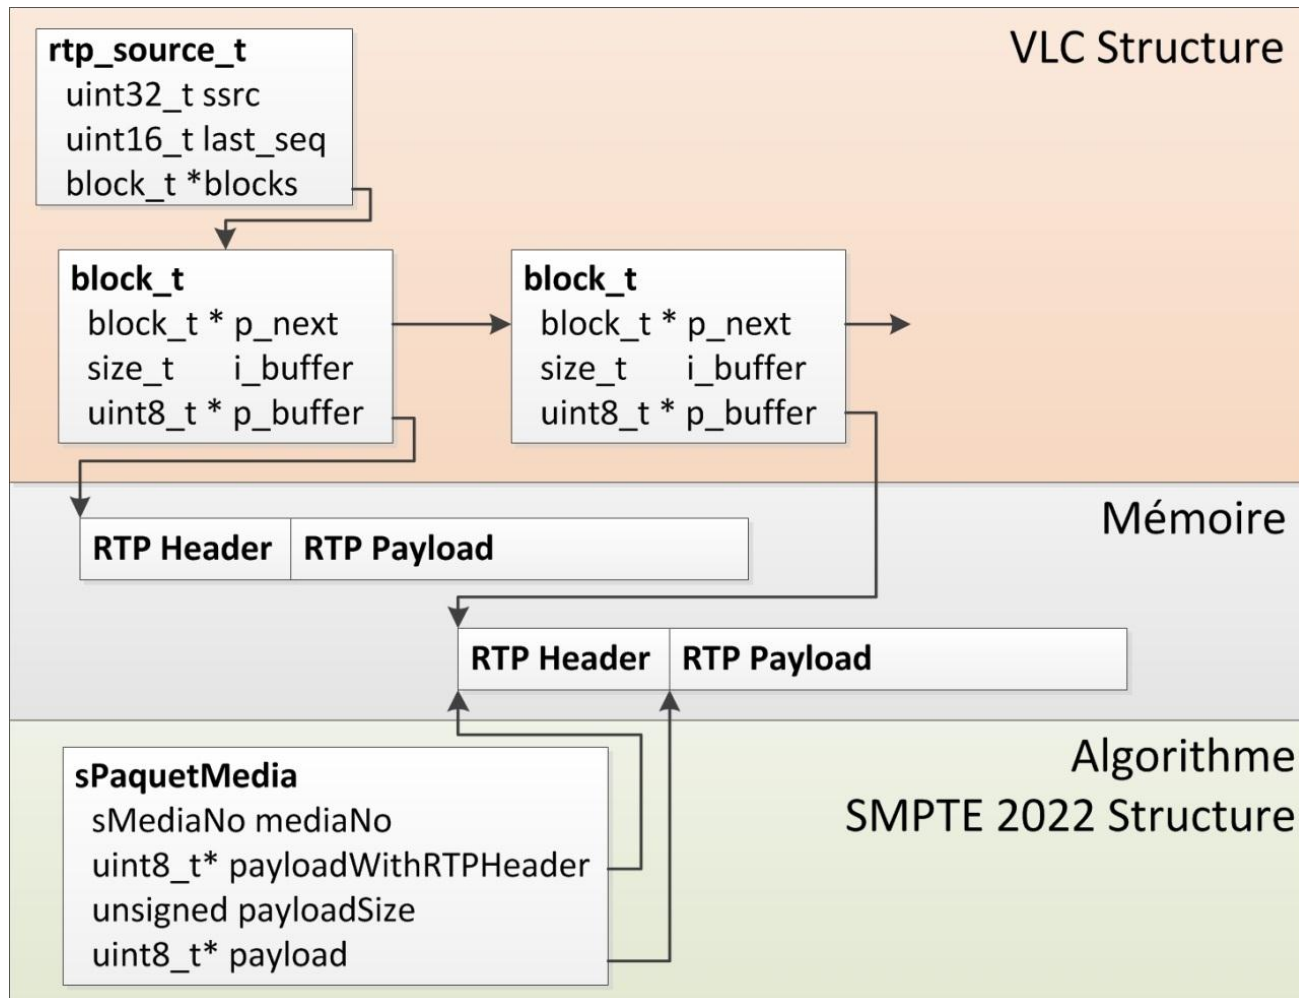 VLC Structure
rtp_source_t
uint32_t ssrc
uint16_t last_seq
block_t *blocks
block_t
block_t * p_next
size_t i_buffer
uint8_t * p_buffer
block_t
block_t * p_next
size_t i_buffer
uint8_t * p_buffer
Mémoire
RTP Header
RTP Payload
RTP Header
RTP Payload
Algorithme
SMPTE 2022 Structure
sPaquetMedia
sMediaNo mediaNo
uint8_t* payloadWithRTPHeader
unsigned payloadSize
uint8_t* payload